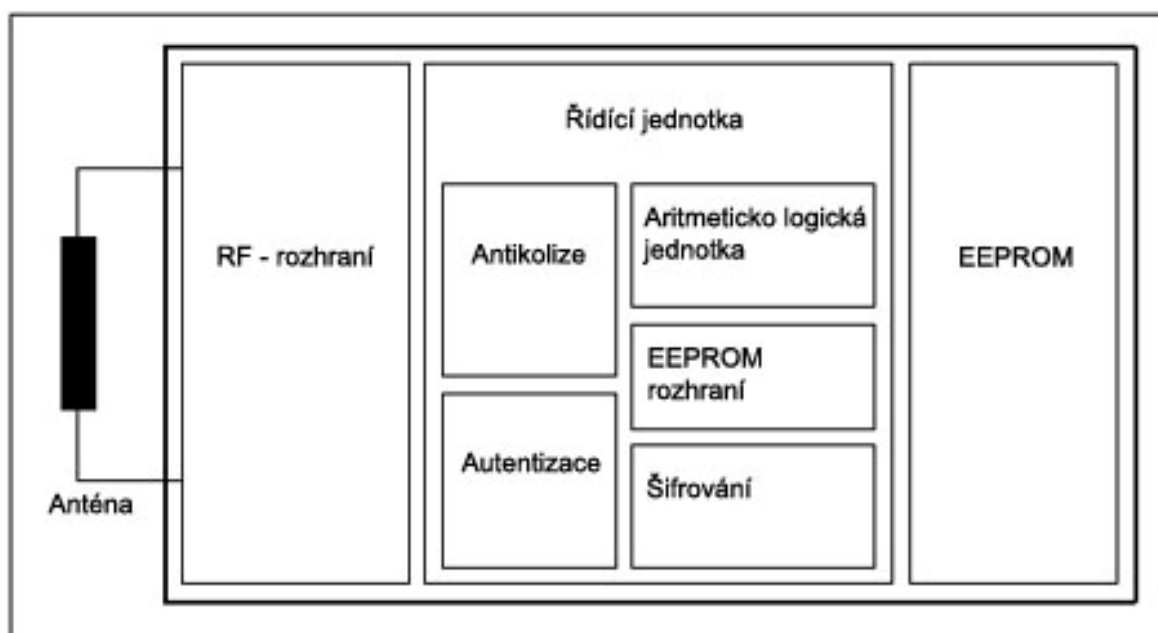 Řídící jednotka
RF - rozhraní
Antikolize
Aritmeticko logická
jednotka
EEPROM
EEPROM
rozhraní
Autentizace
Šifrování
Anténa